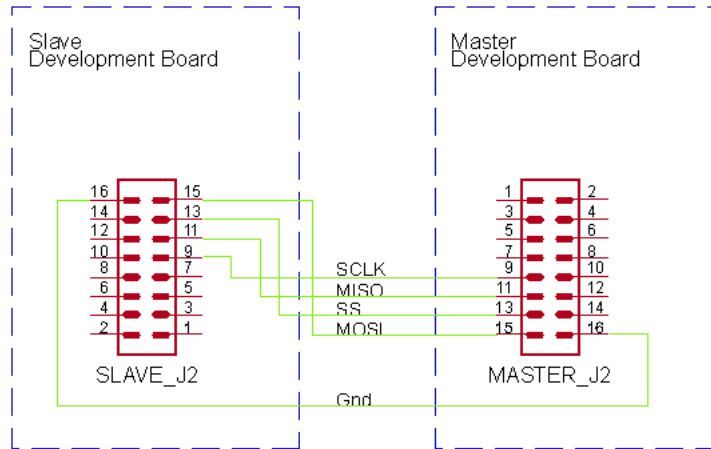 Slave
Development Board
Master
Development Board
16 15
14 13
12 11
10 9
8 7
6 5
4 3
2 1
SLAVE_J2
SCLK
MISO
SS
MOSI
Gnd
1 2
3 4
5 6
7 8
9 10
11 12
13 14
15 16
MASTER_J2